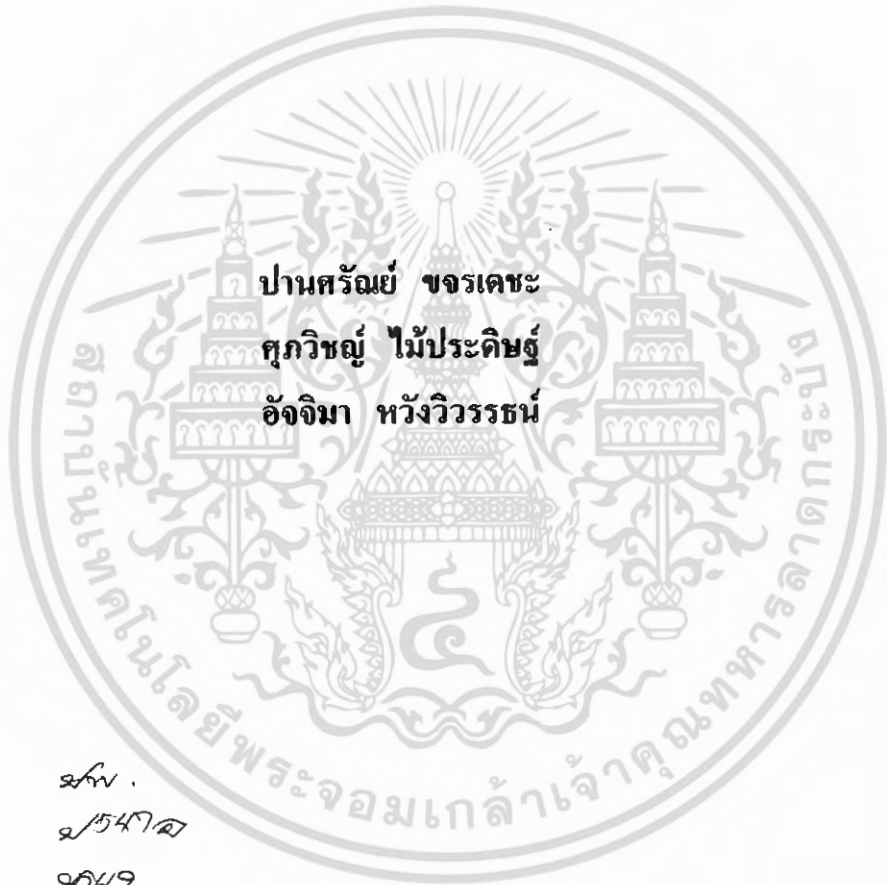 ปานศรัณย์ ขจรเดชะ
ศุภวิชญ์ ไม้ประดิษฐ์
อัจจิมา หวังวิวรรธน์
สถาบันเทคโนโลยีพระจอมเกล้าเจ้าคุณทหารลาดกระบัง